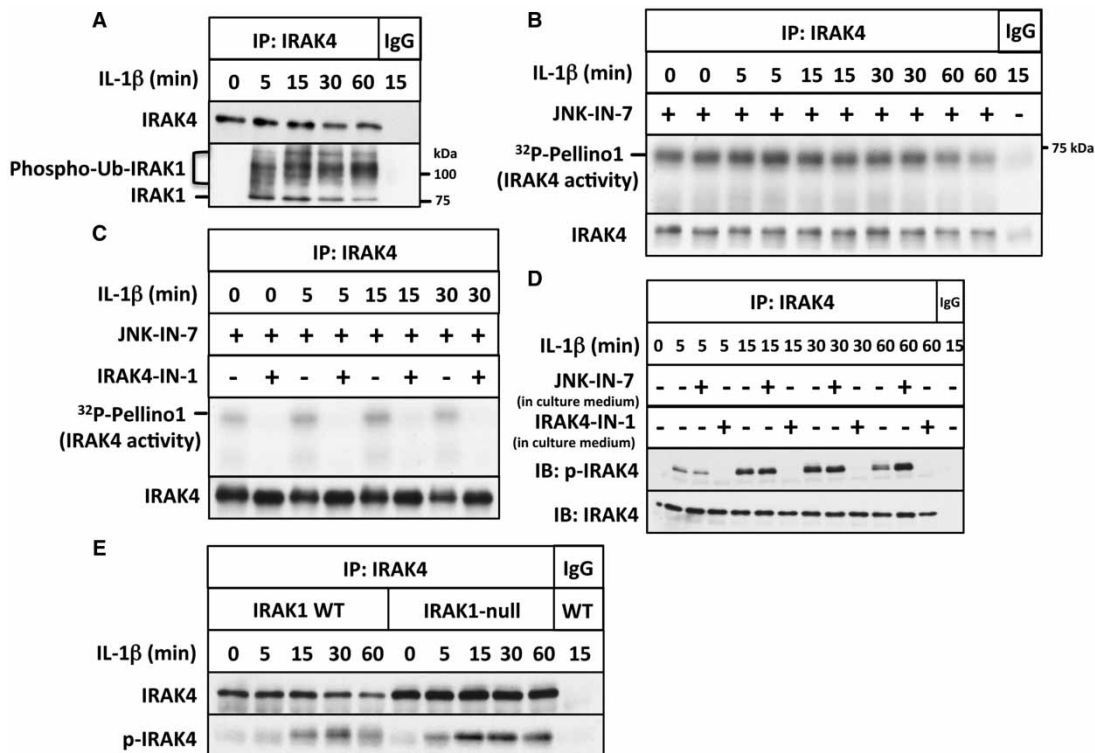 A
IP: IRAK4 IgG
IL-1β (min) 0 5 15 30 60 15
IRAK4
Phospho-Ub-IRAK1
IRAK1
kDa
100
75
B
IP: IRAK4 IgG
IL-1β (min) 0 0 5 5 15 15 30 30 60 60 15
JNK-IN-7 + + + + + + + + + + -
³²P-Pellino1
(IRAK4 activity)
75 kDa
IRAK4
C
IP: IRAK4
IL-1β (min) 0 0 5 5 15 15 30 30
JNK-IN-7 + + + + + + + +
IRAK4-IN-1 - + - + - + - +
³²P-Pellino1
(IRAK4 activity)
IRAK4
D
IP: IRAK4 IgG
IL-1β (min) 0 5 5 5 15 15 15 30 30 30 60 60 60 15
JNK-IN-7 - - + - - + - - + - - + - -
(in culture medium)
IRAK4-IN-1 - - - + - - + - - + - - + -
(in culture medium)
IB: p-IRAK4
IB: IRAK4
E
IP: IRAK4 IgG
IRAK1 WT IRAK1-null WT
IL-1β (min) 0 5 15 30 60 0 5 15 30 60 15
IRAK4
p-IRAK4